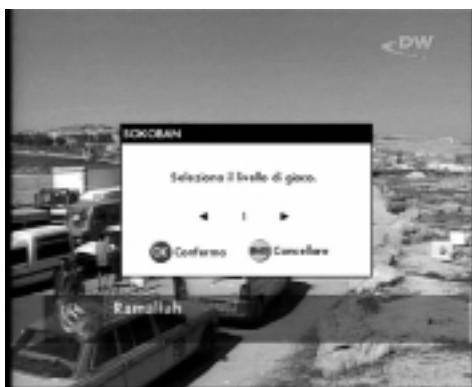 DW
SOKOBAN
Seleziona il livello di gioco.
◄ 1 ►
OK Conferma Cancellare
Ramallah